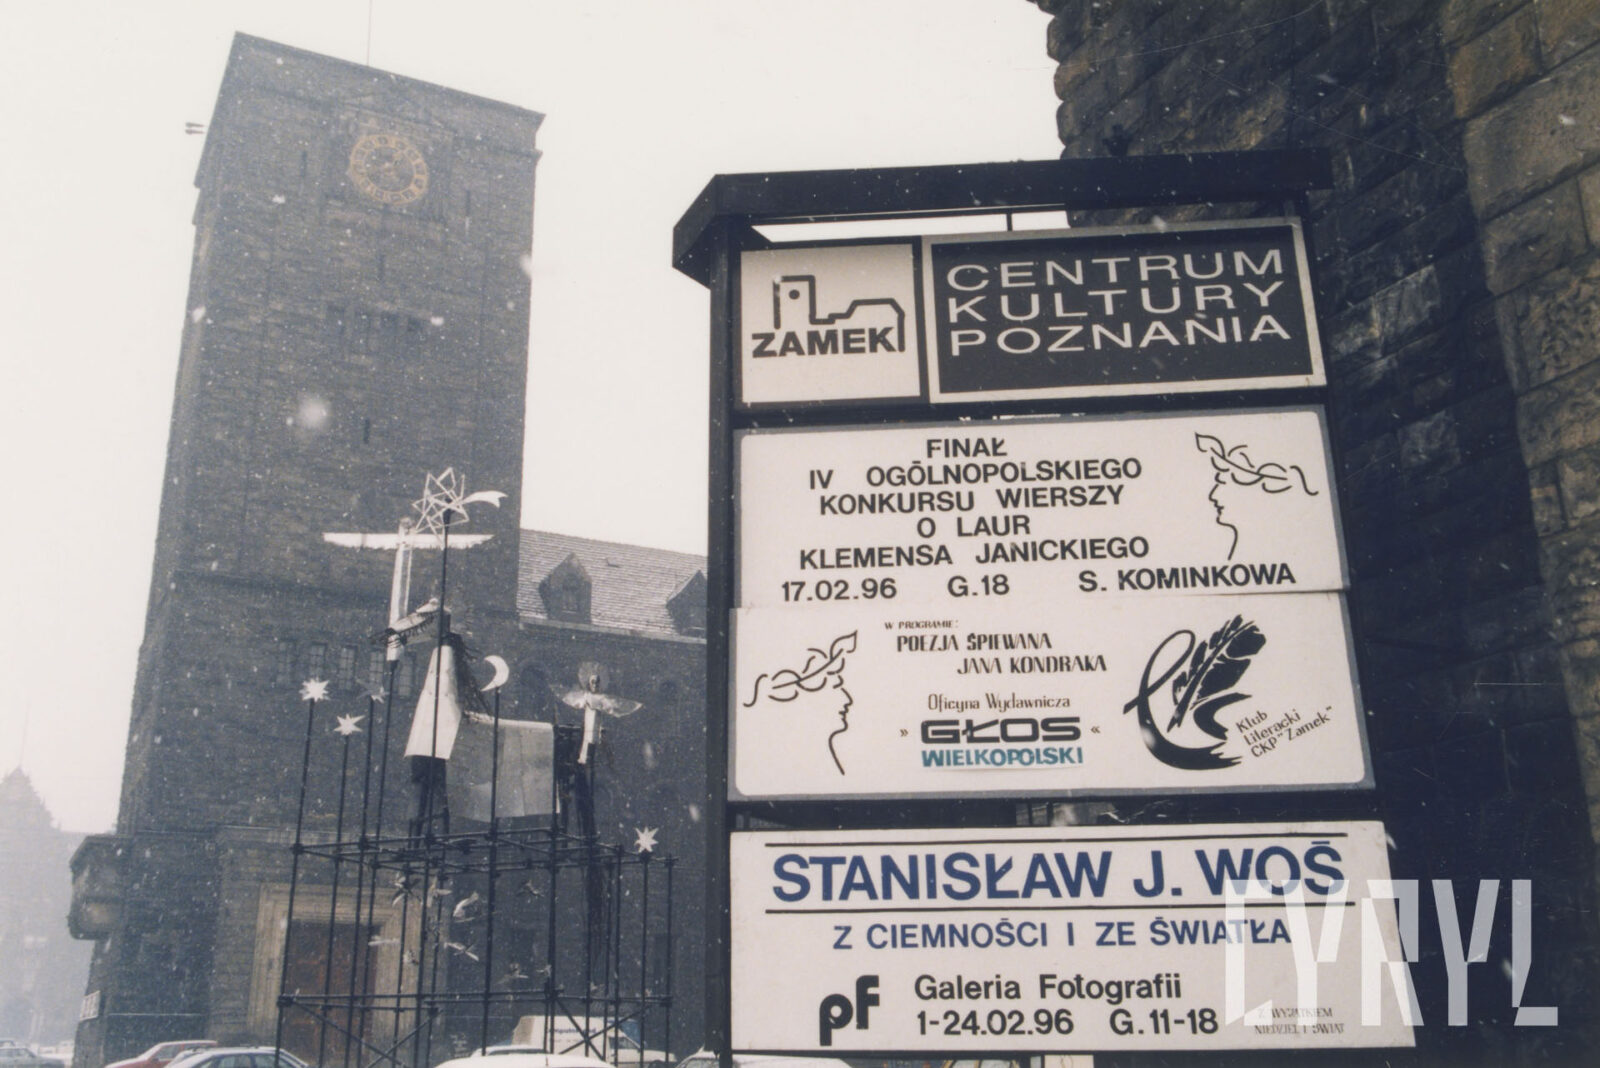 ZAMEK
CENTRUM
KULTURY
POZNANIA
FINAŁ
IV OGÓLNOPOLSKIEGO
KONKURSU WIERSZY
O LAUR
KLEMENSA JANICKIEGO
17.02.96 G.18 S. KOMINKOWA
W PROGRAMIE:
POEZJA ŚPIEWANA
JANA KONDRAKA
Oficyna Wydawnicza
» GŁOS «
WIELKOPOLSKI
Klub
Literacki
CKP "Zamek"
STANISŁAW J. WOŚ
Z CIEMNOŚCI I ZE ŚWIATŁA
pf
Galeria Fotografii
1-24.02.96 G. 11-18
Z WYJĄTKIEM
NIEDZIEL I ŚWIĄT
CYRYL